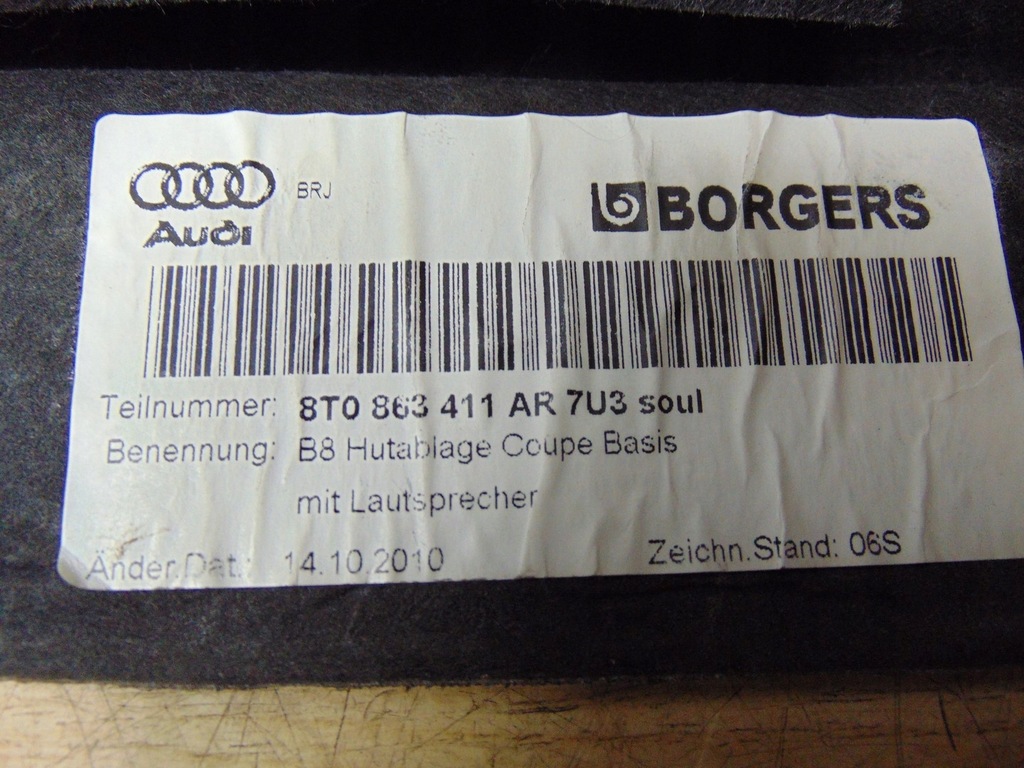 BRJ
Audi
BORGERS
Teilnummer: 8T0 863 411 AR 7U3 soul
Benennung: B8 Hutablage Coupe Basis
mit Lautsprecher
Änder.Dat.: 14.10.2010 Zeichn.Stand: 06S